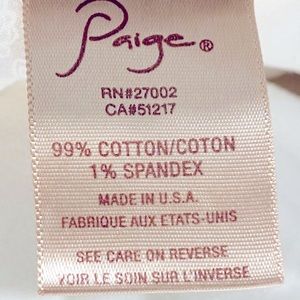 Paige®
RN#27002
CA#51217
99% COTTON/COTON
1% SPANDEX
MADE IN U.S.A.
FABRIQUE AUX ETATS-UNIS
SEE CARE ON REVERSE
VOIR LE SOIN SUR L'INVERSE